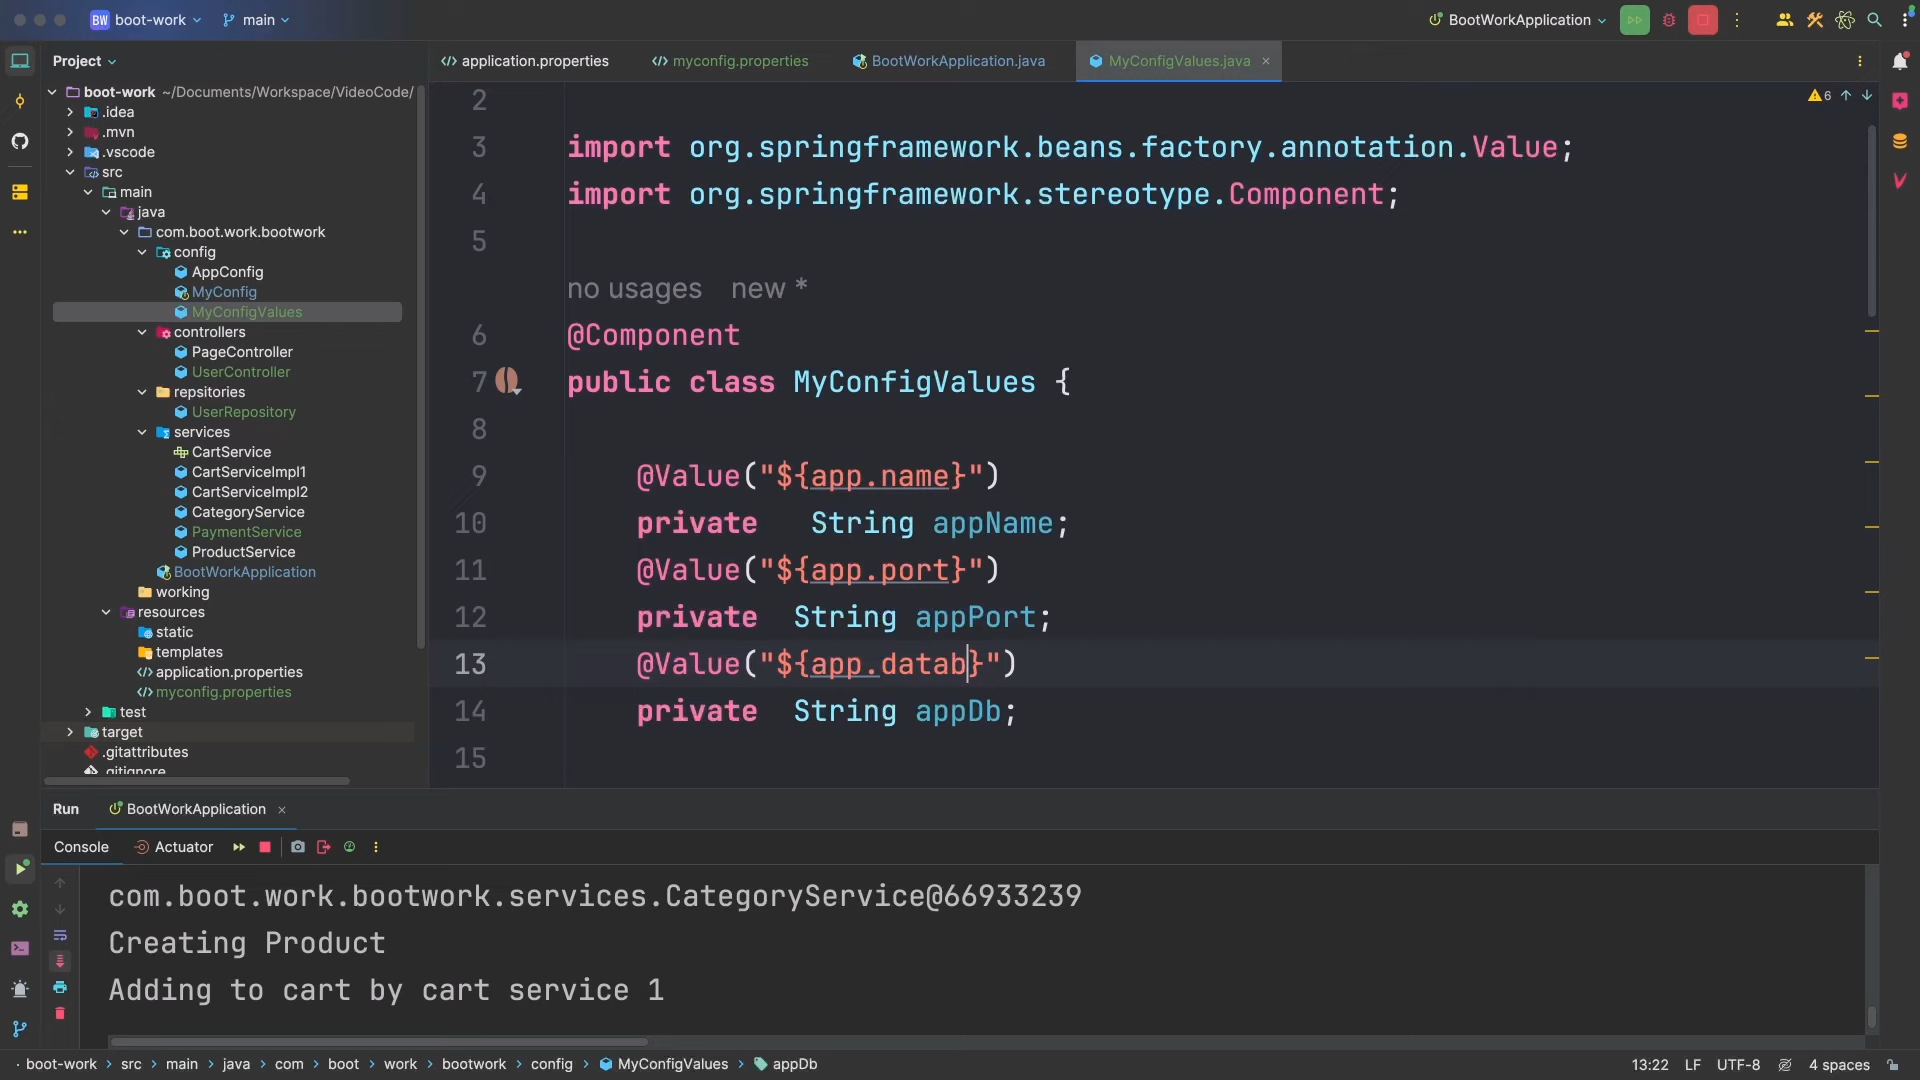 BW boot-work main
BootWorkApplication
Project
application.properties myconfig.properties BootWorkApplication.java MyConfigValues.java
boot-work ~/Documents/Workspace/VideoCode/
.idea
.mvn
.vscode
src
main
java
com.boot.work.bootwork
config
AppConfig
MyConfig
MyConfigValues
controllers
PageController
UserController
repsitories
UserRepository
services
CartService
CartServiceImpl1
CartServiceImpl2
CategoryService
PaymentService
ProductService
BootWorkApplication
working
resources
static
templates
application.properties
myconfig.properties
test
target
.gitattributes
.gitignore
6
2
3 import org.springframework.beans.factory.annotation.Value;
4 import org.springframework.stereotype.Component;
5
no usages new *
6 @Component
7 public class MyConfigValues {
8
9 @Value("${app.name}")
10 private String appName;
11 @Value("${app.port}")
12 private String appPort;
13 @Value("${app.datab}")
14 private String appDb;
15
Run BootWorkApplication
Console Actuator
com.boot.work.bootwork.services.CategoryService@66933239
Creating Product
Adding to cart by cart service 1
boot-work > src > main > java > com > boot > work > bootwork > config > MyConfigValues > appDb
13:22 LF UTF-8 4 spaces